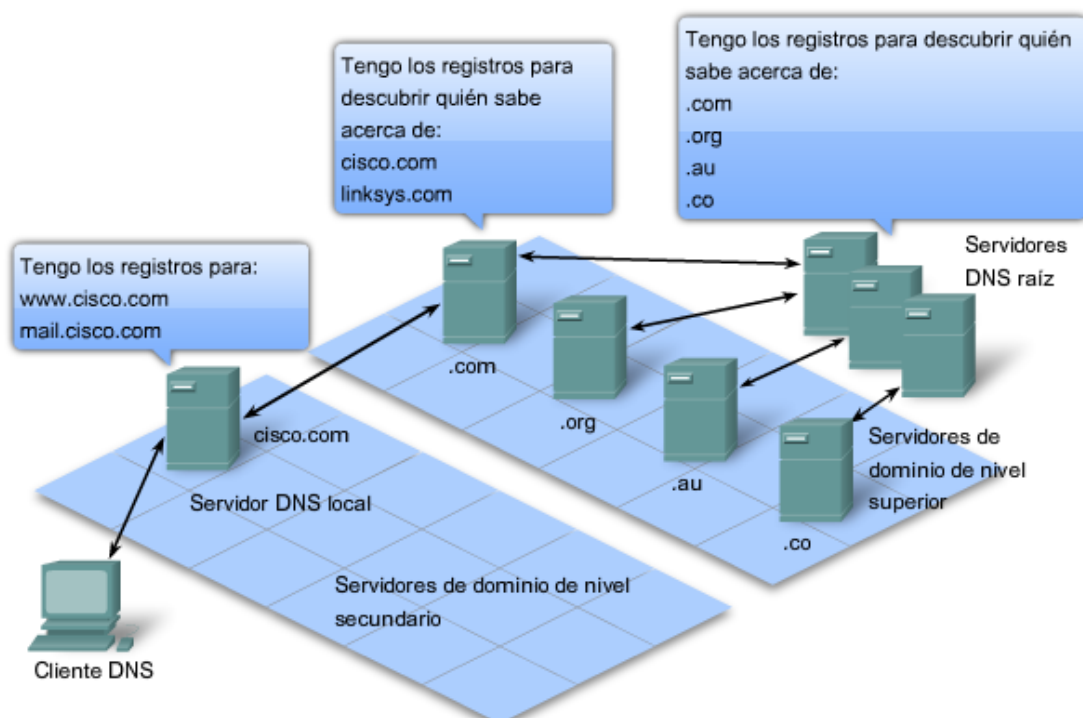 Tengo los registros para descubrir quién
sabe acerca de:
.com
.org
.au
.co
Tengo los registros para
descubrir quién sabe
acerca de:
cisco.com
linksys.com
Tengo los registros para:
www.cisco.com
mail.cisco.com
Servidores
DNS raíz
.com
.org
.au
.co
Servidores de
dominio de nivel
superior
cisco.com
Servidor DNS local
Servidores de dominio de nivel
secundario
Cliente DNS